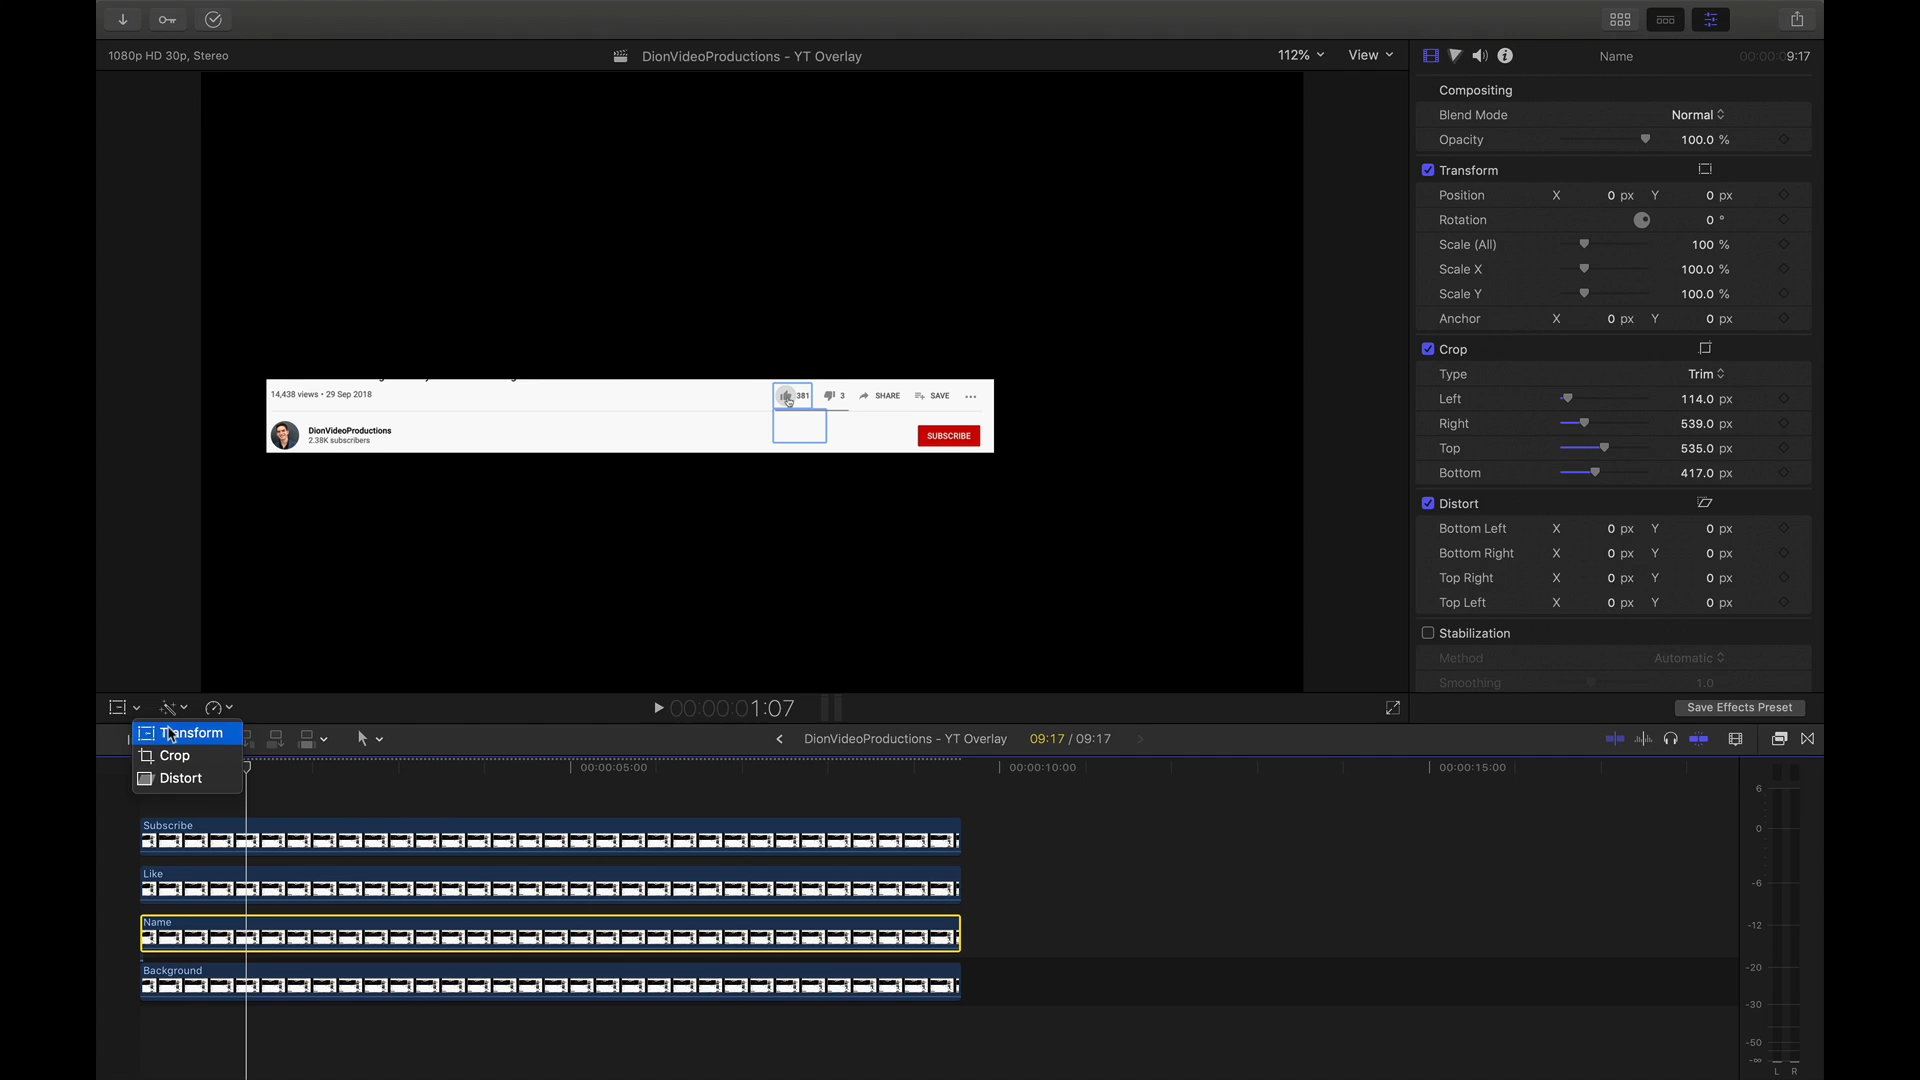 1080p HD 30p, Stereo
DionVideoProductions - YT Overlay
112%
View
Name
00:00:09:17
Compositing
Blend Mode Normal
Opacity 100.0 %
Transform
Position X 0 px Y 0 px
Rotation 0 °
Scale (All) 100 %
Scale X 100.0 %
Scale Y 100.0 %
Anchor X 0 px Y 0 px
Crop
Type Trim
Left 114.0 px
Right 539.0 px
Top 535.0 px
Bottom 417.0 px
Distort
Bottom Left X 0 px Y 0 px
Bottom Right X 0 px Y 0 px
Top Right X 0 px Y 0 px
Top Left X 0 px Y 0 px
Stabilization
Method Automatic
Smoothing 1.0
Save Effects Preset
14,438 views • 29 Sep 2018
381 3 SHARE SAVE
DionVideoProductions
2.38K subscribers
SUBSCRIBE
00:00:01:07
Transform
Crop
Distort
DionVideoProductions - YT Overlay 09:17 / 09:17
00:00:05:00 00:00:10:00 00:00:15:00
Subscribe
Like
Name
Background
6
0
-6
-12
-20
-30
-50
-∞
L R